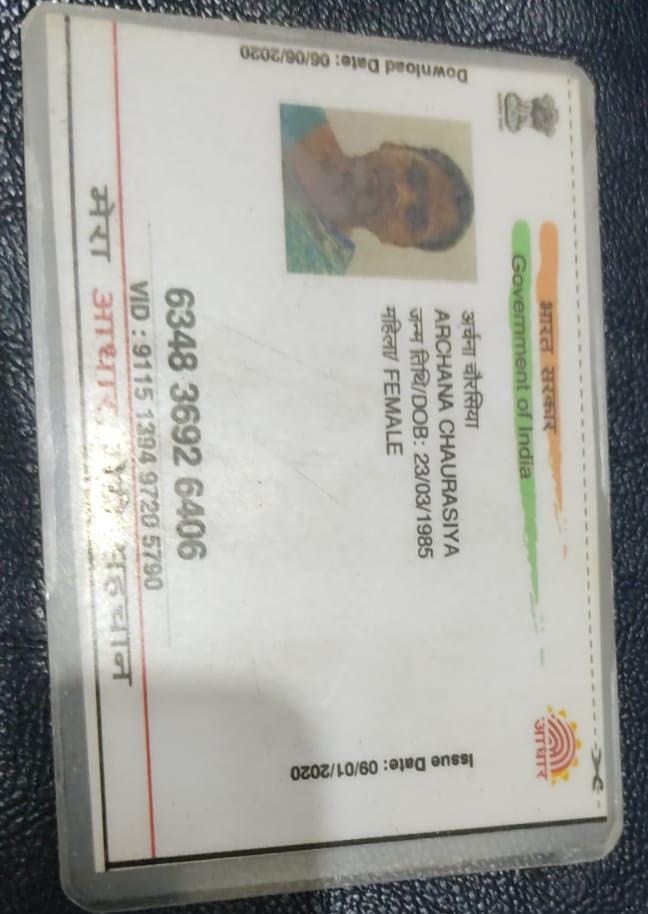 भारत सरकार
Government of India
Download Date: 06/06/2020
अर्चना चौरसिया
ARCHANA CHAURASIYA
जन्म तिथि/DOB: 23/03/1985
महिला/ FEMALE
Issue Date: 09/01/2020
आधार
6348 3692 6406
VID : 9115 1394 9720 5790
मेरा आधार, मेरी पहचान